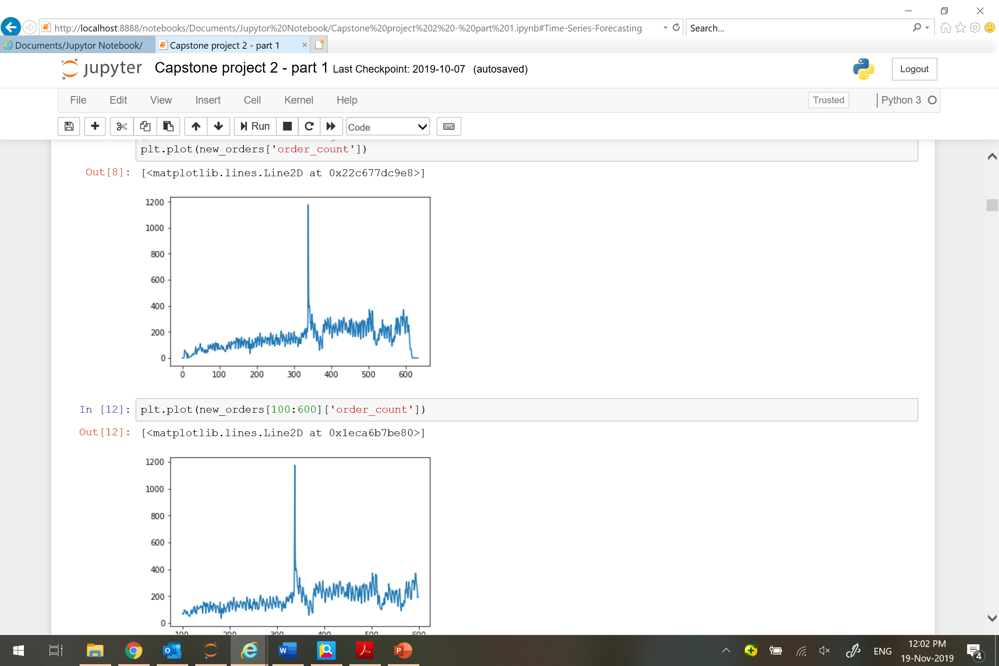 http://localhost:8888/notebooks/Documents/Jupytor%20Notebook/Capstone%20project%202%20-%20part%201.ipynb#Time-Series-Forecasting
Search...
Documents/Jupytor Notebook/
Capstone project 2 - part 1
jupyter Capstone project 2 - part 1 Last Checkpoint: 2019-10-07 (autosaved)
Logout
File Edit View Insert Cell Kernel Help
Trusted
Python 3
Run
Code
plt.plot(new_orders['order_count'])
Out[8]: [<matplotlib.lines.Line2D at 0x22c677dc9e8>]
1200
1000
800
600
400
200
0
0 100 200 300 400 500 600
In [12]: plt.plot(new_orders[100:600]['order_count'])
Out[12]: [<matplotlib.lines.Line2D at 0x1eca6b7be80>]
1200
1000
800
600
400
200
0
100 200 300 400 500 600
ENG
12:02 PM
19-Nov-2019
4